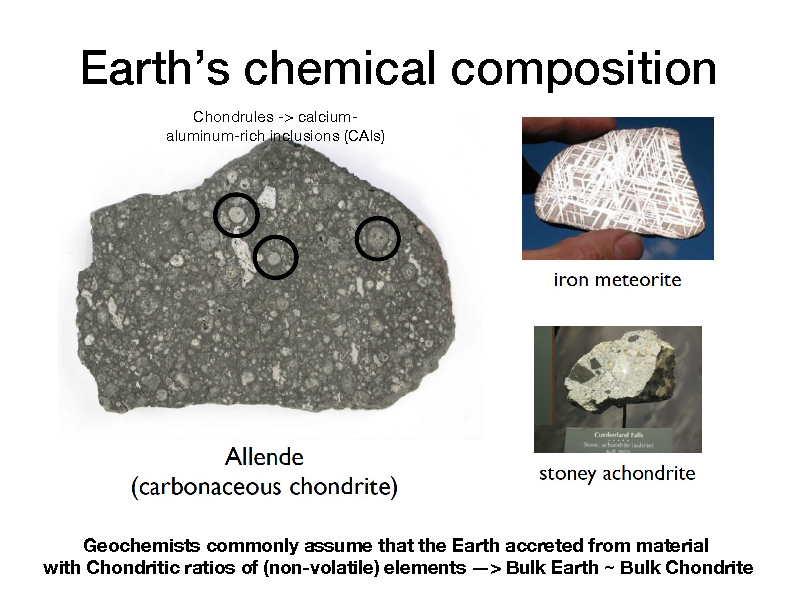 Earth’s chemical composition
Chondrules -> calcium-
aluminum-rich inclusions (CAIs)
iron meteorite
Cumberland Falls
Stone, achondrite (aubrite)
stoney achondrite
Allende
(carbonaceous chondrite)
Geochemists commonly assume that the Earth accreted from material
with Chondritic ratios of (non-volatile) elements —> Bulk Earth ~ Bulk Chondrite